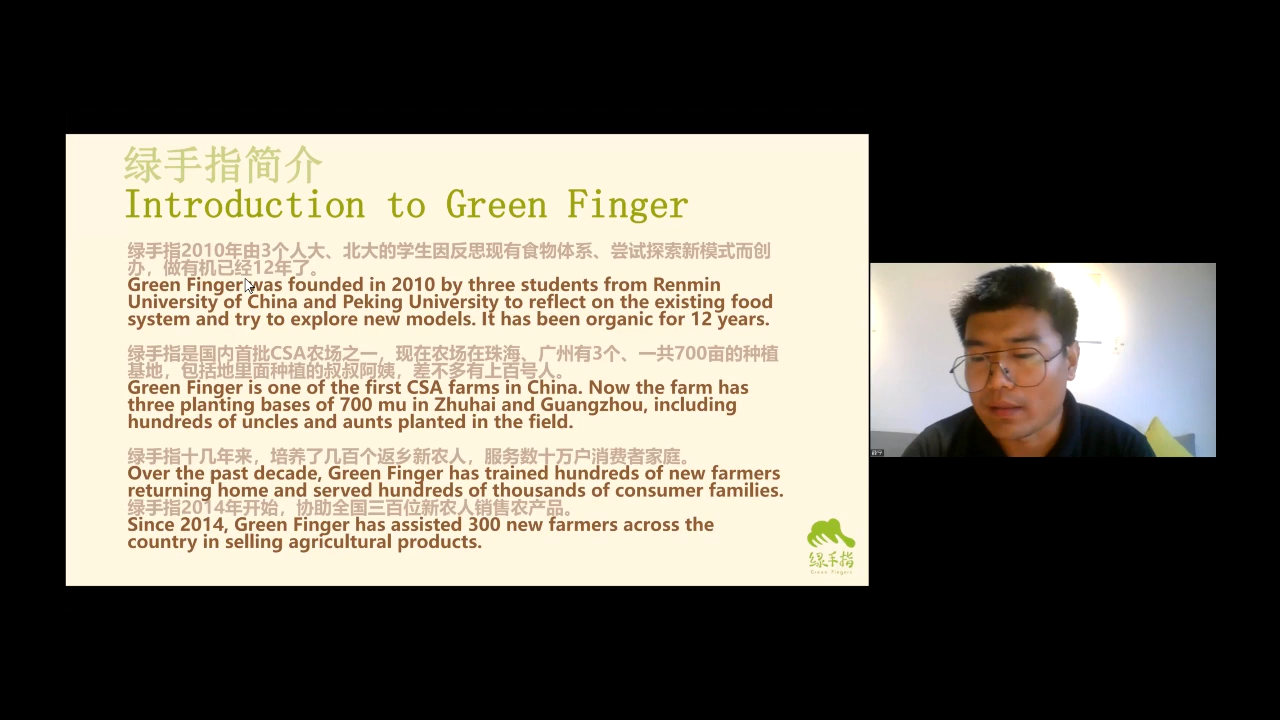 绿手指简介
Introduction to Green Finger
绿手指2010年由3个人大、北大的学生因反思现有食物体系、尝试探索新模式而创
办，做有机已经12年了。
Green Finger was founded in 2010 by three students from Renmin
University of China and Peking University to reflect on the existing food
system and try to explore new models. It has been organic for 12 years.
绿手指是国内首批CSA农场之一，现在农场在珠海、广州有3个、一共700亩的种植
基地，包括地里面种植的叔叔阿姨，差不多有上百号人。
Green Finger is one of the first CSA farms in China. Now the farm has
three planting bases of 700 mu in Zhuhai and Guangzhou, including
hundreds of uncles and aunts planted in the field.
绿手指十几年来，培养了几百个返乡新农人，服务数十万户消费者家庭。
Over the past decade, Green Finger has trained hundreds of new farmers
returning home and served hundreds of thousands of consumer families.
绿手指2014年开始，协助全国三百位新农人销售农产品。
Since 2014, Green Finger has assisted 300 new farmers across the
country in selling agricultural products.
绿手指
Green Fingers